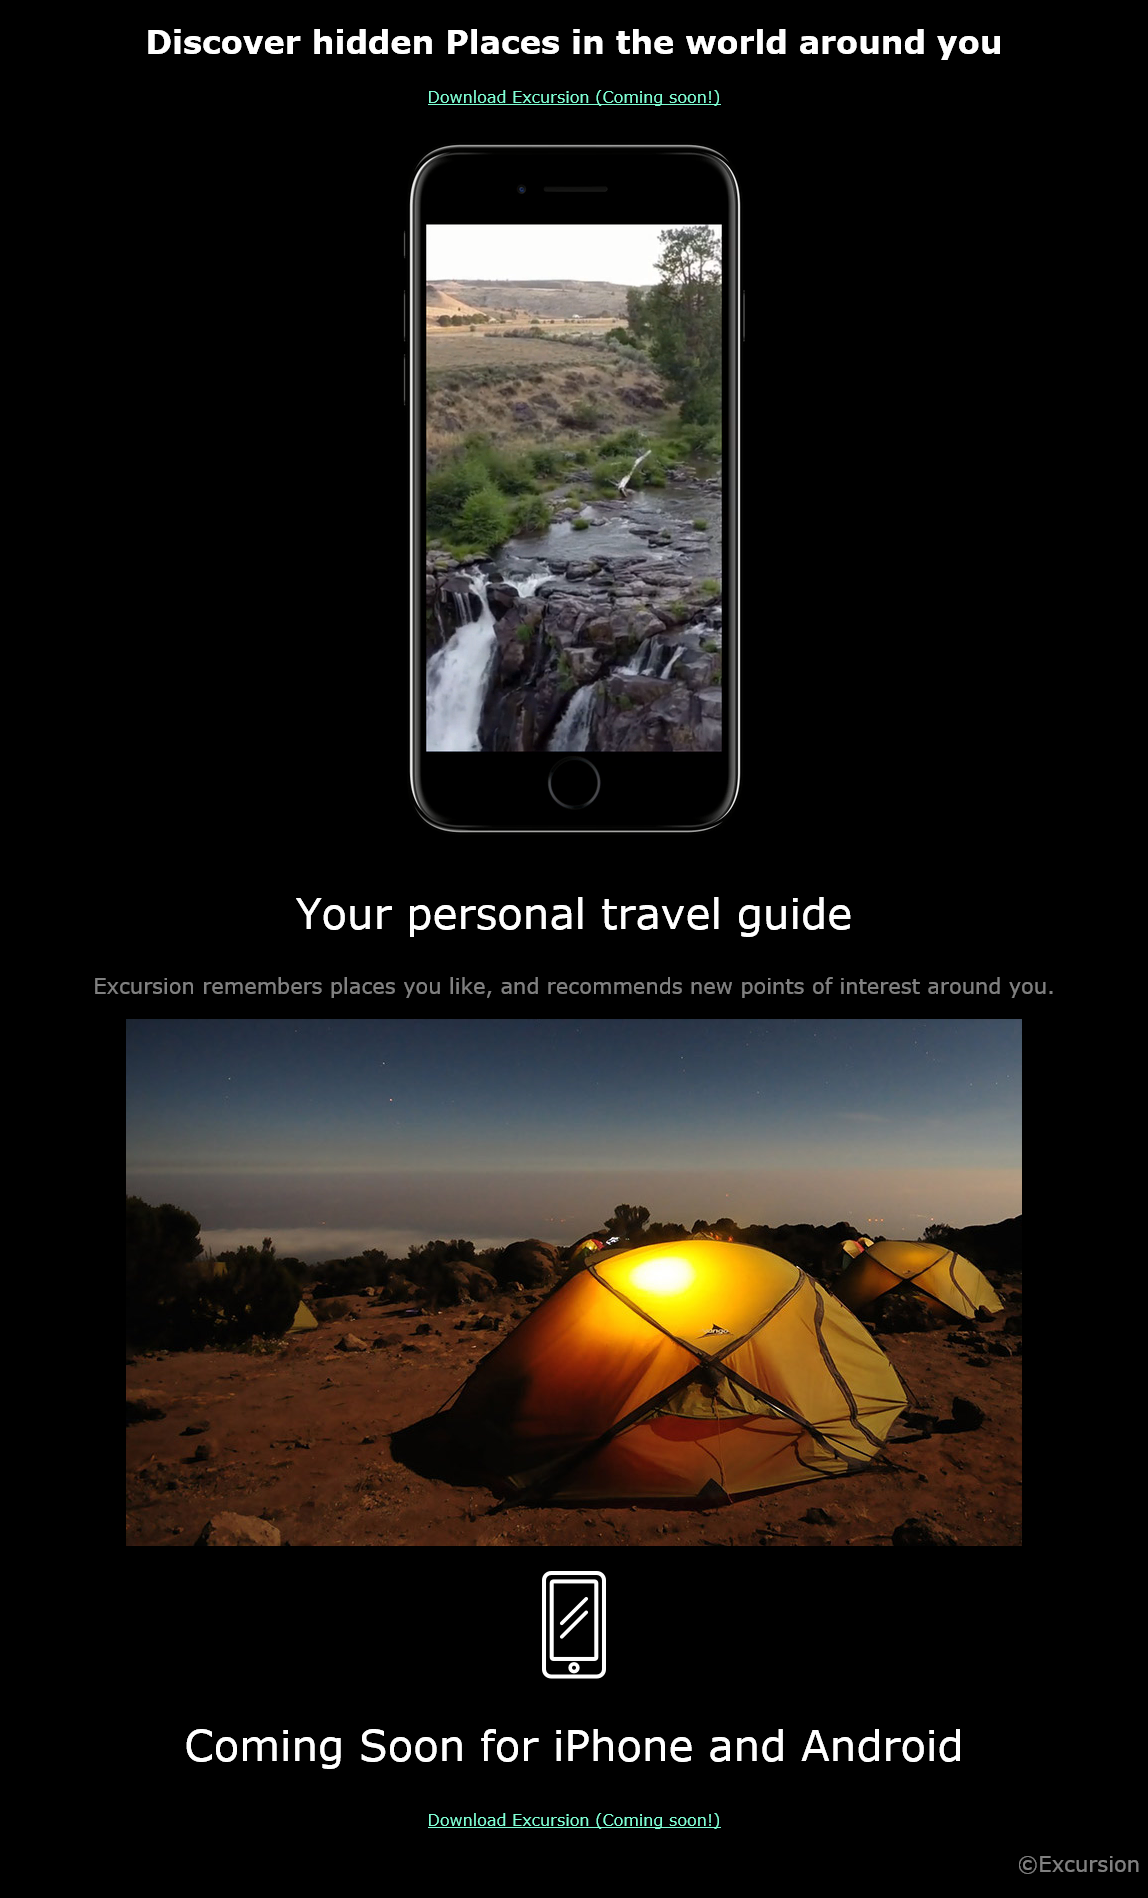 Discover hidden Places in the world around you
Download Excursion (Coming soon!)
Your personal travel guide
Excursion remembers places you like, and recommends new points of interest around you.
vango
Coming Soon for iPhone and Android
Download Excursion (Coming soon!)
©Excursion